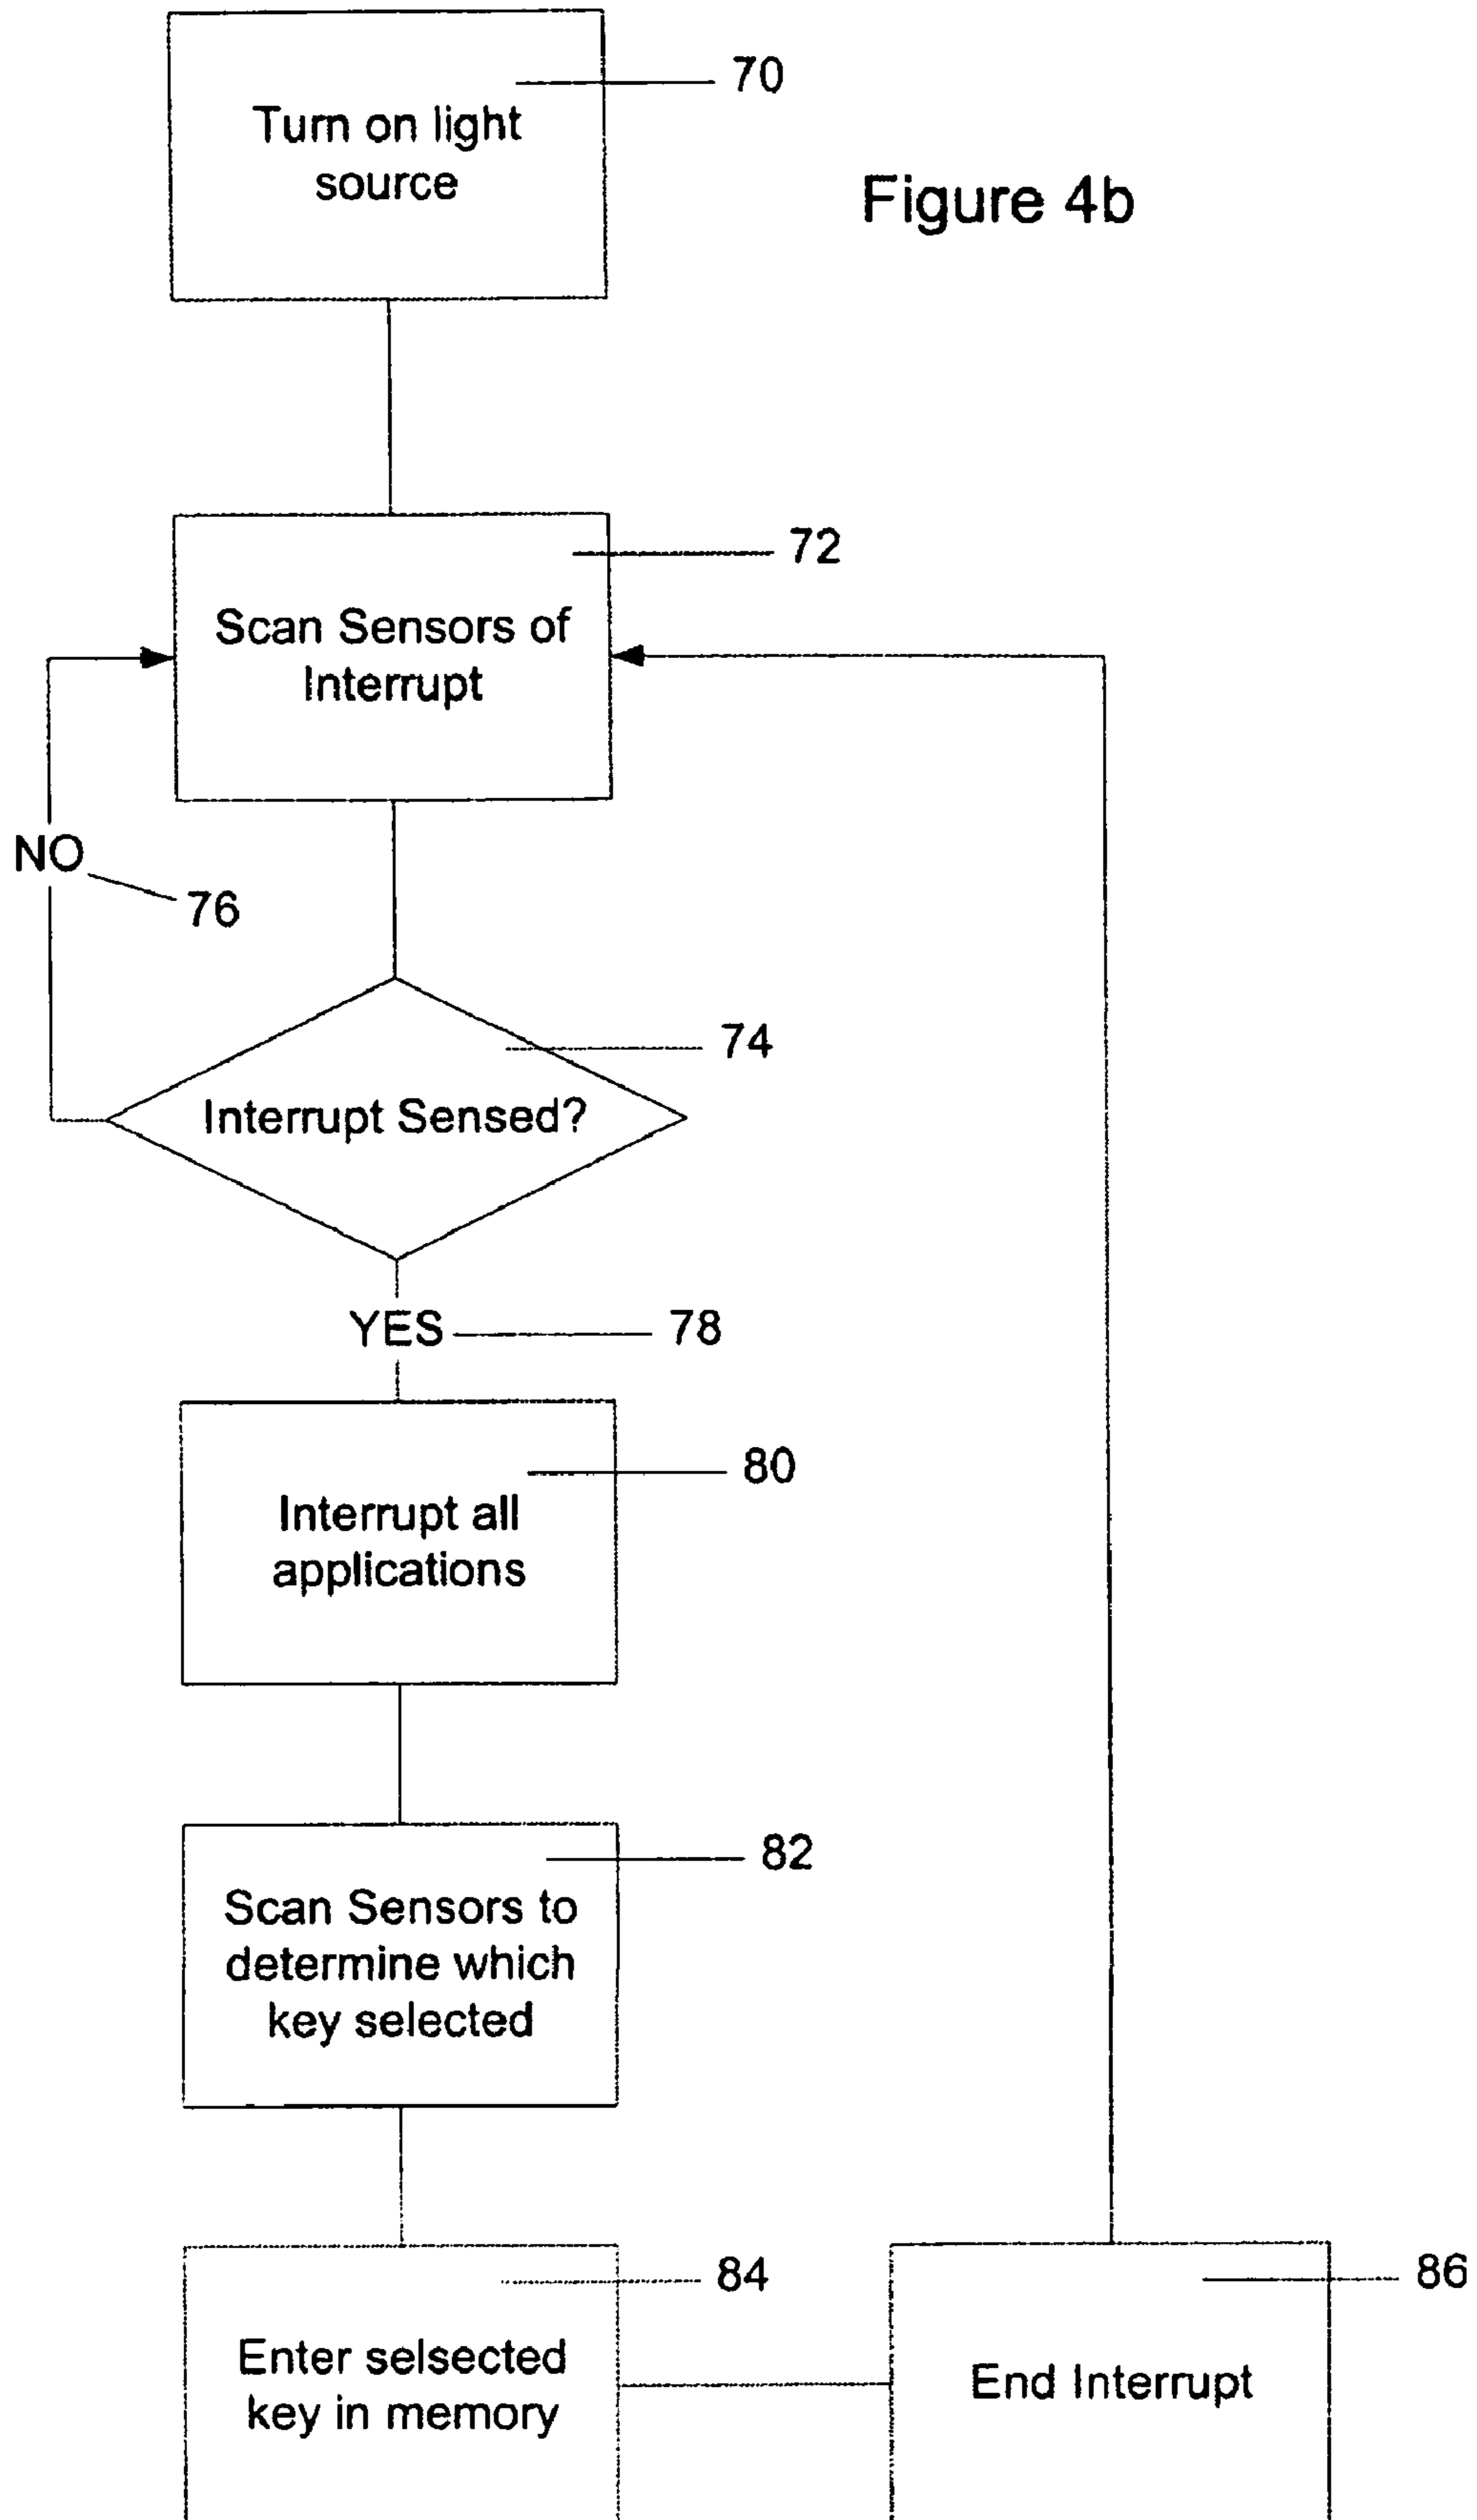 70
Turn on light
source
Figure 4b
72
Scan Sensors of
Interrupt
NO
76
74
Interrupt Sensed?
YES
78
80
Interrupt all
applications
82
Scan Sensors to
determine which
key selected
84
Enter selsected
key in memory
86
End Interrupt